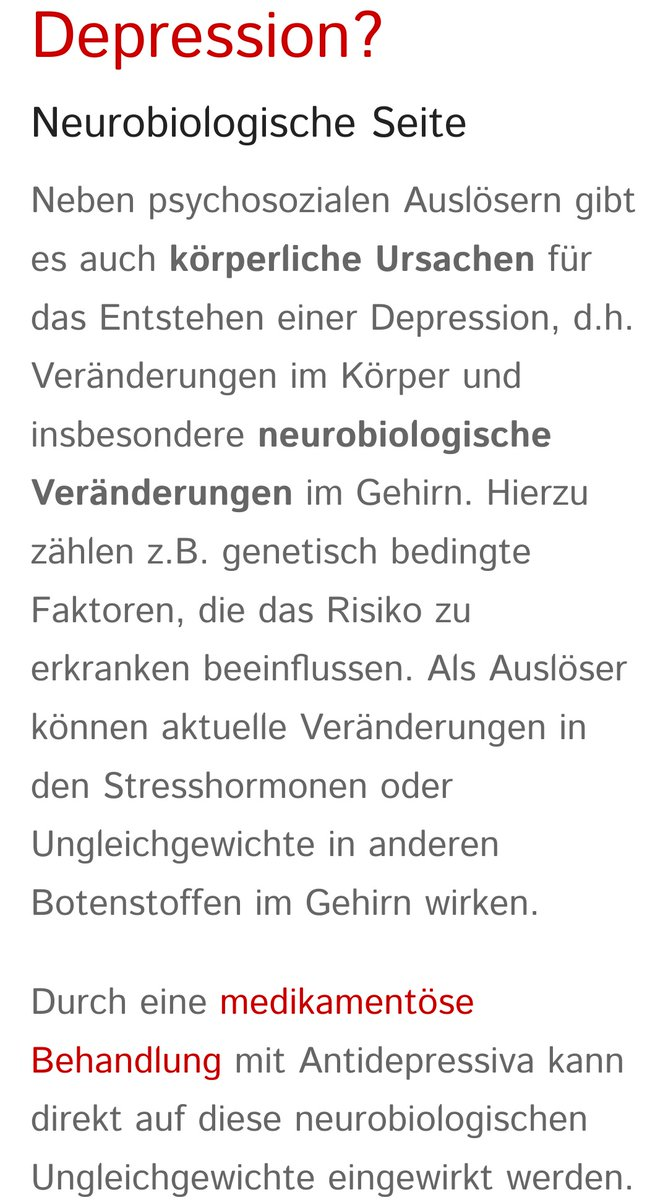 Depression?
Neurobiologische Seite
Neben psychosozialen Auslösern gibt
es auch körperliche Ursachen für
das Entstehen einer Depression, d.h.
Veränderungen im Körper und
insbesondere neurobiologische
Veränderungen im Gehirn. Hierzu
zählen z.B. genetisch bedingte
Faktoren, die das Risiko zu
erkranken beeinflussen. Als Auslöser
können aktuelle Veränderungen in
den Stresshormonen oder
Ungleichgewichte in anderen
Botenstoffen im Gehirn wirken.
Durch eine medikamentöse
Behandlung mit Antidepressiva kann
direkt auf diese neurobiologischen
Ungleichgewichte eingewirkt werden.